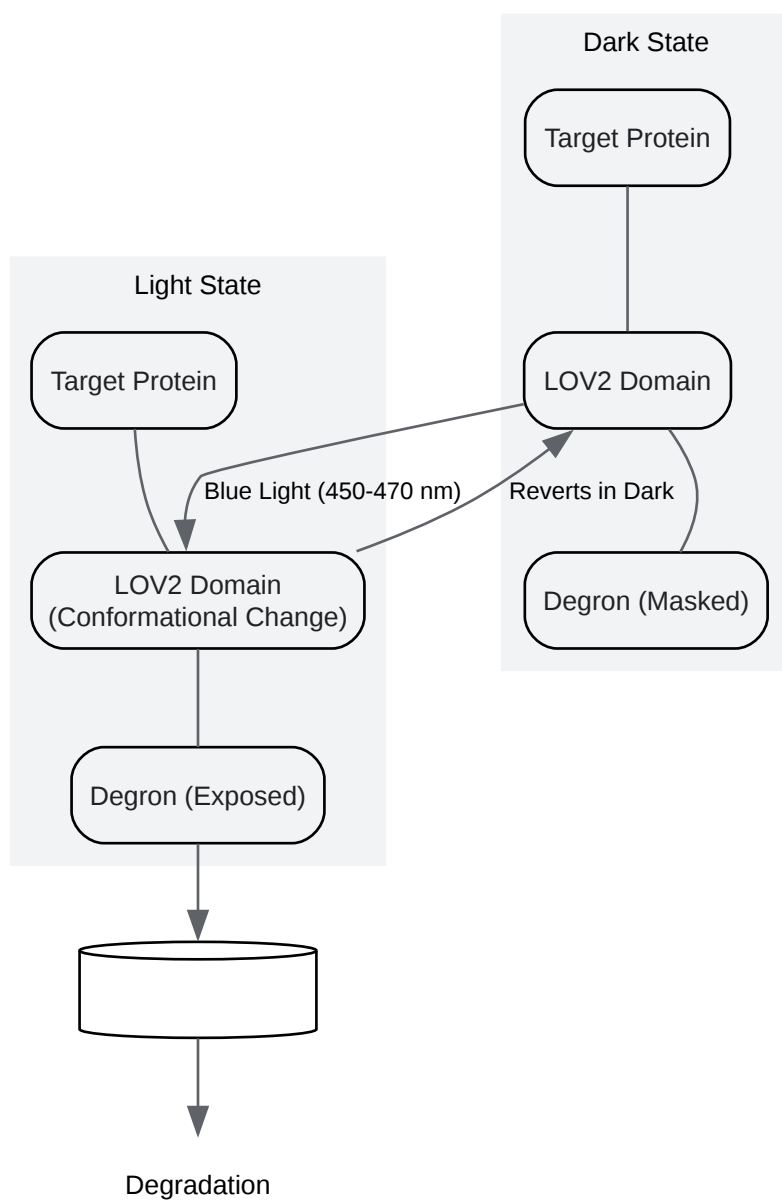 Dark State
Target Protein
Light State
Target Protein
LOV2 Domain
Blue Light (450-470 nm)
Reverts in Dark
LOV2 Domain
(Conformational Change)
Degron (Masked)
Degron (Exposed)
Degradation